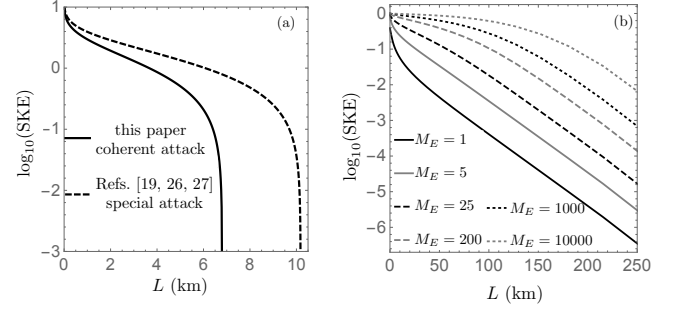 (a)
log₁₀(SKE)
1
0
-1
-2
-3
this paper
coherent attack
Refs. [19, 26, 27]
special attack
0 2 4 6 8 10
L (km)
(b)
log₁₀(SKE)
0
-1
-2
-3
-4
-5
-6
M_E = 1
M_E = 5
M_E = 25 M_E = 1000
M_E = 200 M_E = 10000
0 50 100 150 200 250
L (km)